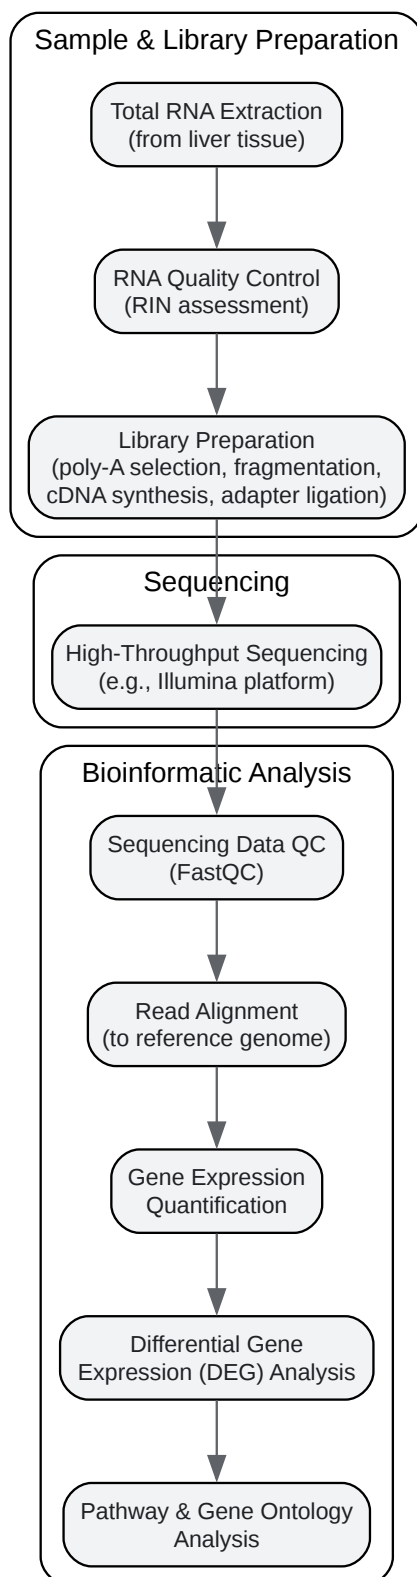 Sample & Library Preparation
Total RNA Extraction
(from liver tissue)
RNA Quality Control
(RIN assessment)
Library Preparation
(poly-A selection, fragmentation,
cDNA synthesis, adapter ligation)
Sequencing
High-Throughput Sequencing
(e.g., Illumina platform)
Bioinformatic Analysis
Sequencing Data QC
(FastQC)
Read Alignment
(to reference genome)
Gene Expression
Quantification
Differential Gene
Expression (DEG) Analysis
Pathway & Gene Ontology
Analysis